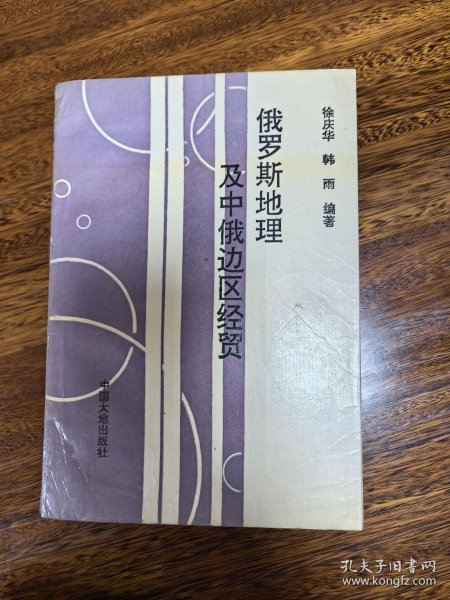 徐庆华 韩雨 编著
俄罗斯地理
及中俄边区经贸
中国大地出版社
孔夫子旧书网
www.kongfz.com